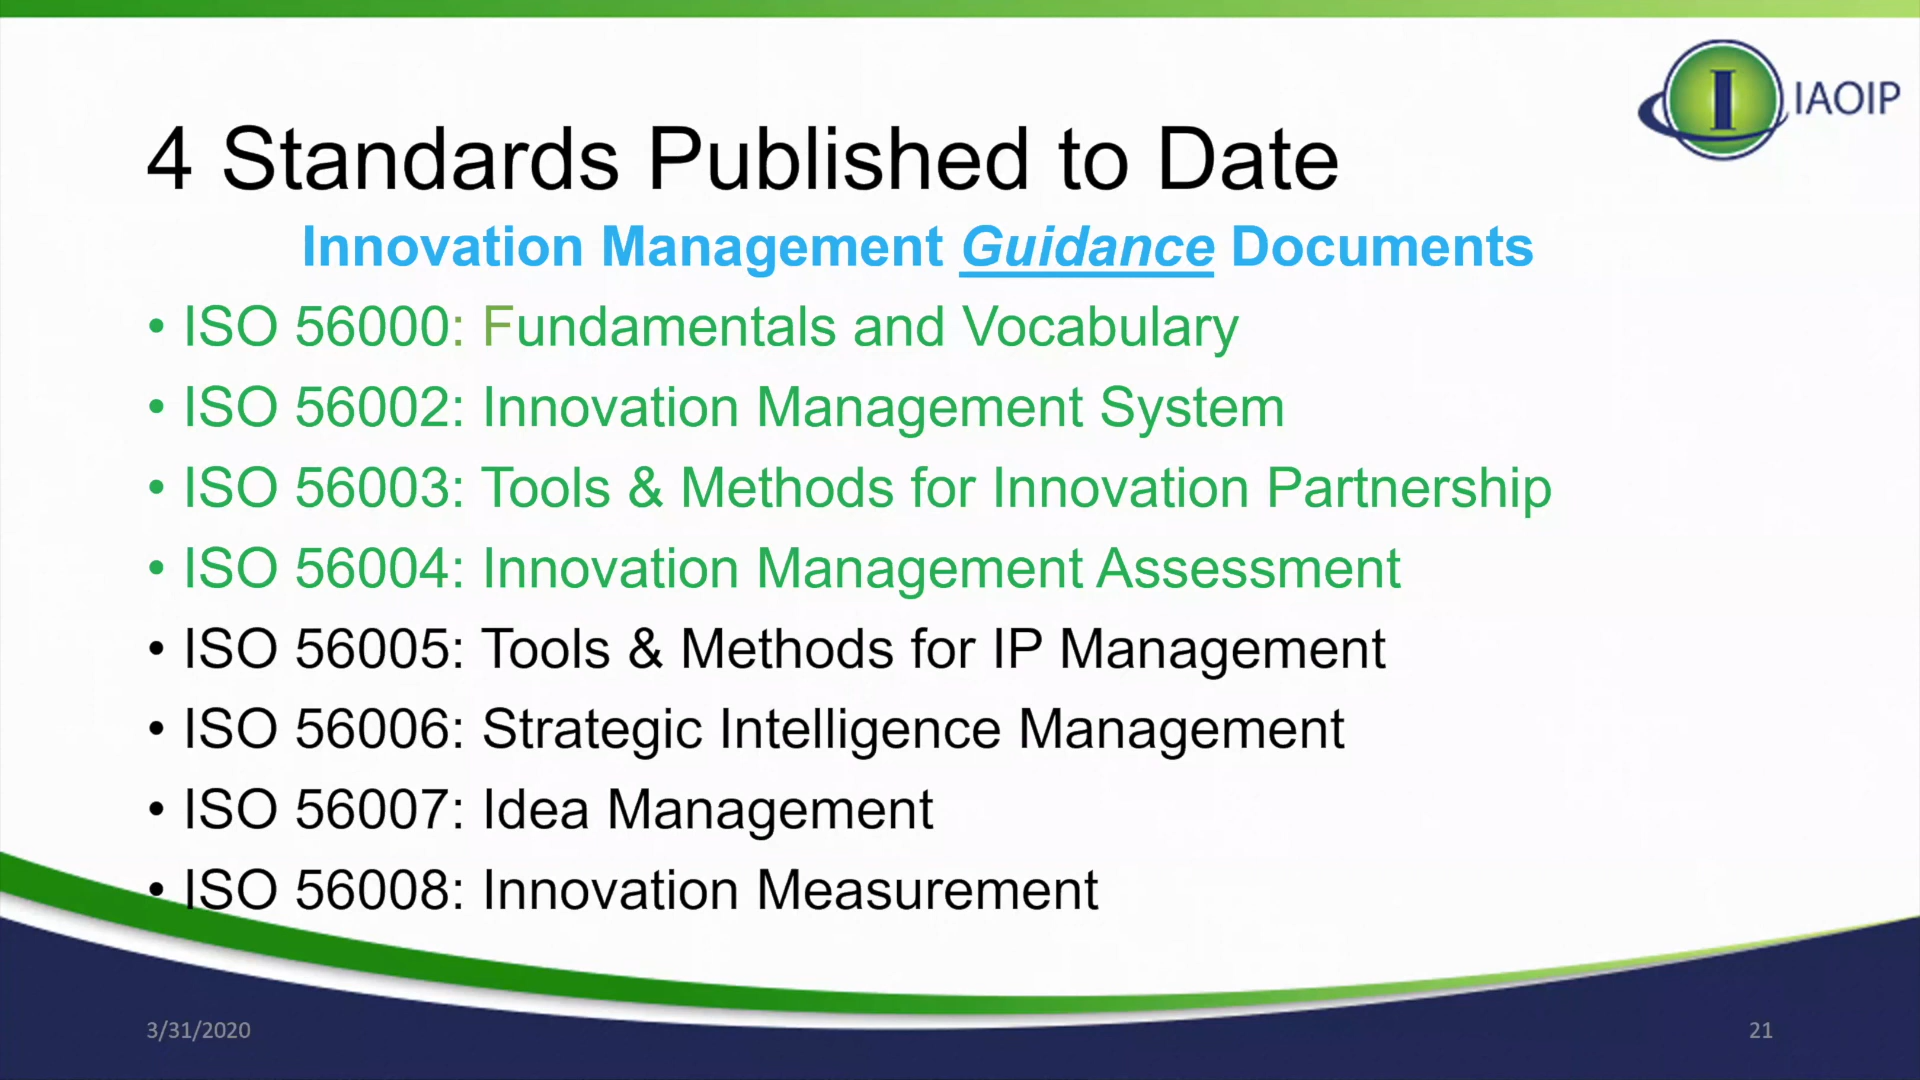 I IAOIP
4 Standards Published to Date
Innovation Management Guidance Documents
• ISO 56000: Fundamentals and Vocabulary
• ISO 56002: Innovation Management System
• ISO 56003: Tools & Methods for Innovation Partnership
• ISO 56004: Innovation Management Assessment
• ISO 56005: Tools & Methods for IP Management
• ISO 56006: Strategic Intelligence Management
• ISO 56007: Idea Management
• ISO 56008: Innovation Measurement
3/31/2020
21